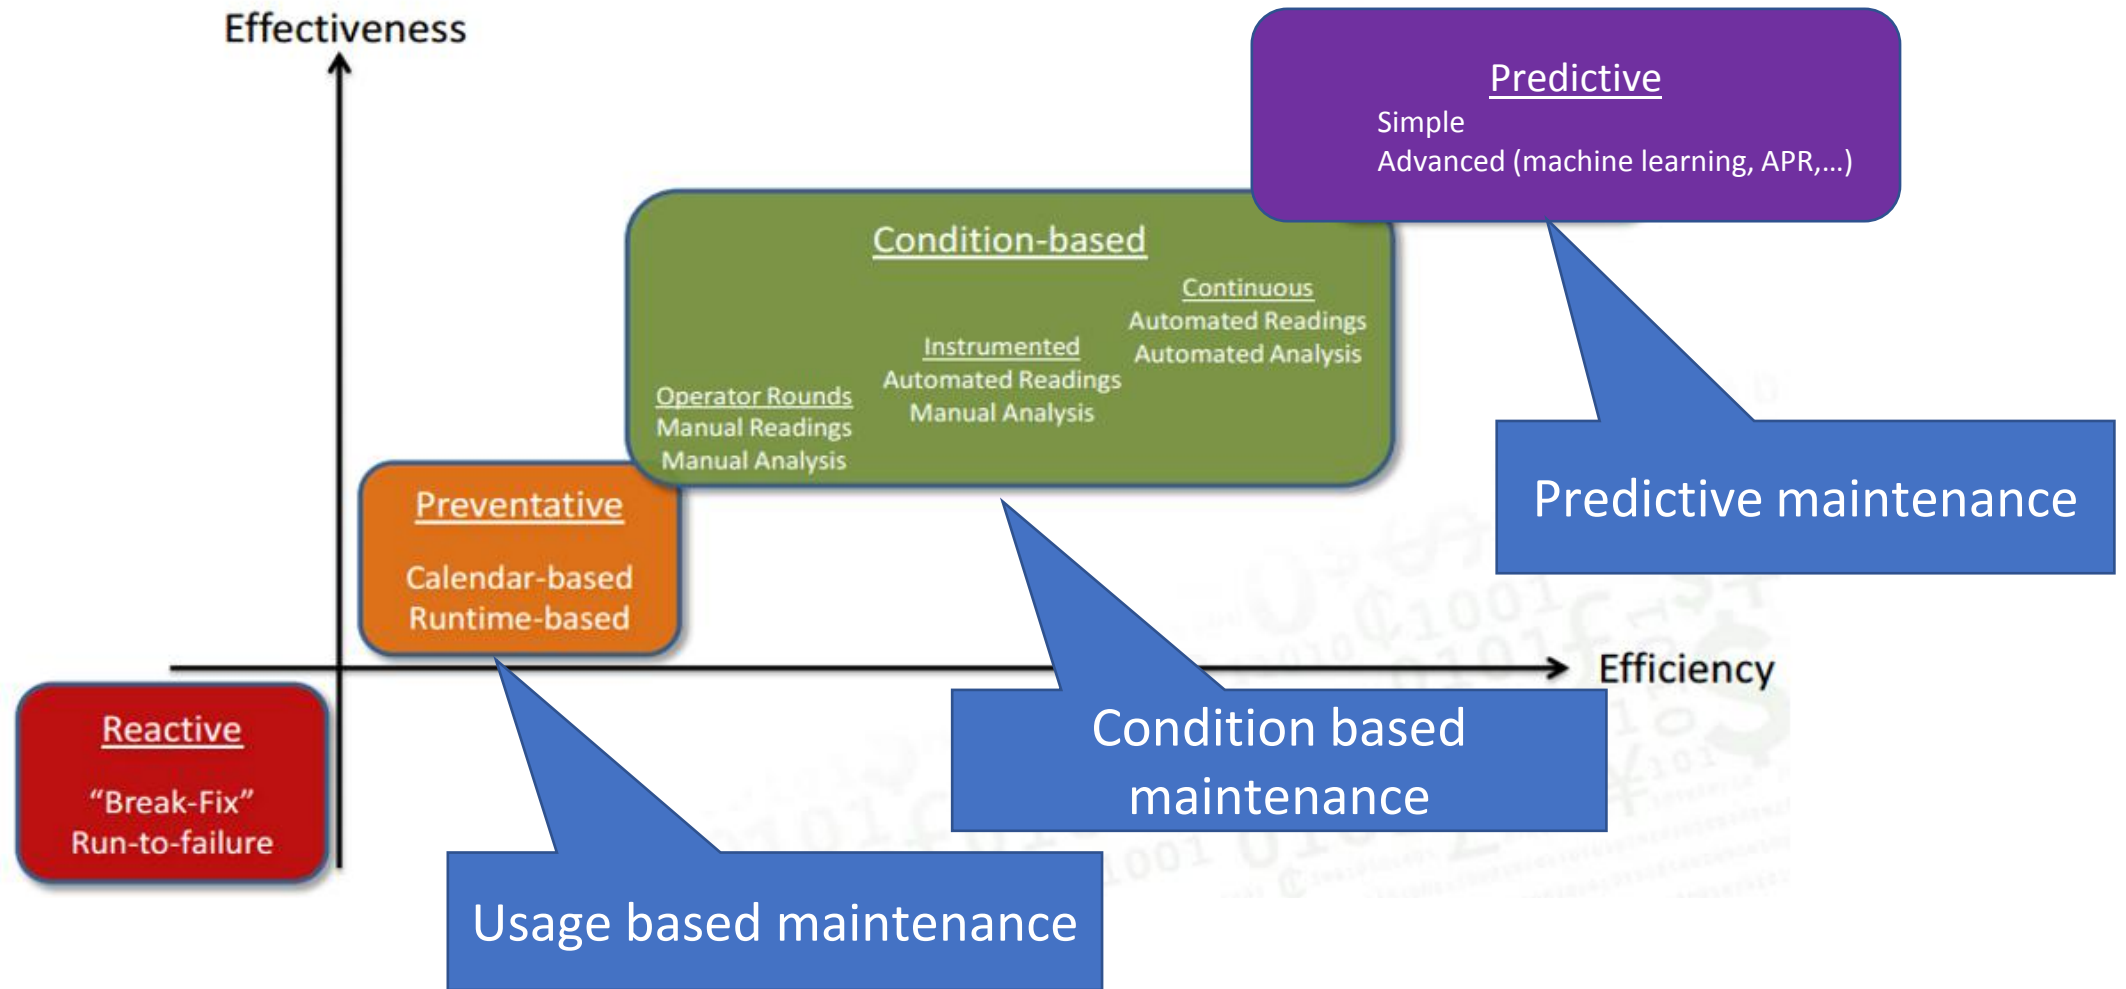 Effectiveness
Predictive
Simple
Advanced (machine learning, APR,...)
Condition-based
Continuous
Automated Readings
Automated Analysis
Instrumented
Automated Readings
Manual Analysis
Operator Rounds
Manual Readings
Manual Analysis
Predictive maintenance
Preventative
Calendar-based
Runtime-based
Efficiency
Reactive
“Break-Fix”
Run-to-failure
Condition based
maintenance
Usage based maintenance